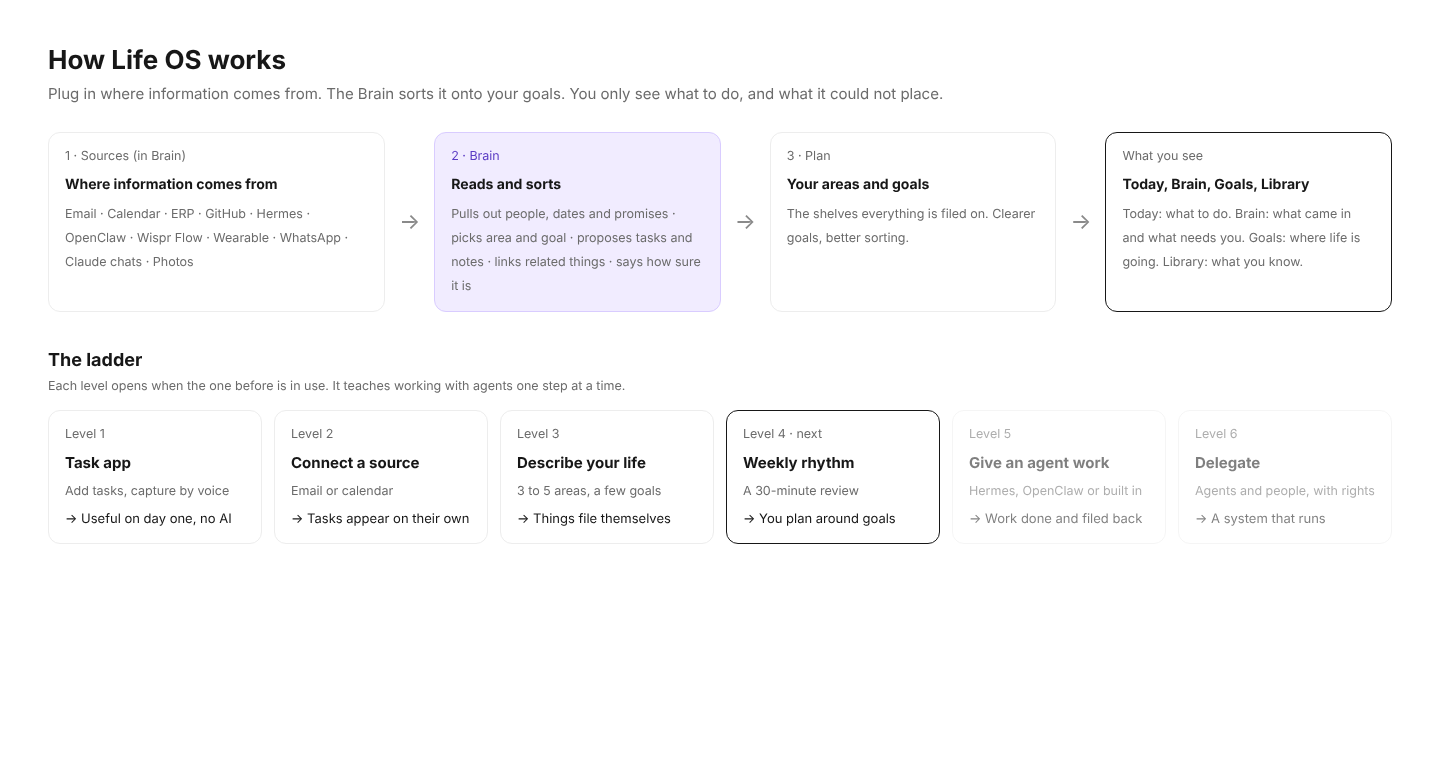 How Life OS works
Plug in where information comes from. The Brain sorts it onto your goals. You only see what to do, and what it could not place.
1 · Sources (in Brain)
Where information comes from
Email · Calendar · ERP · GitHub · Hermes ·
OpenClaw · Wispr Flow · Wearable · WhatsApp ·
Claude chats · Photos
→
2 · Brain
Reads and sorts
Pulls out people, dates and promises ·
picks area and goal · proposes tasks and
notes · links related things · says how sure
it is
→
3 · Plan
Your areas and goals
The shelves everything is filed on. Clearer
goals, better sorting.
→
What you see
Today, Brain, Goals, Library
Today: what to do. Brain: what came in
and what needs you. Goals: where life is
going. Library: what you know.
The ladder
Each level opens when the one before is in use. It teaches working with agents one step at a time.
Level 1
Task app
Add tasks, capture by voice
→ Useful on day one, no AI
Level 2
Connect a source
Email or calendar
→ Tasks appear on their own
Level 3
Describe your life
3 to 5 areas, a few goals
→ Things file themselves
Level 4 · next
Weekly rhythm
A 30-minute review
→ You plan around goals
Level 5
Give an agent work
Hermes, OpenClaw or built in
→ Work done and filed back
Level 6
Delegate
Agents and people, with rights
→ A system that runs